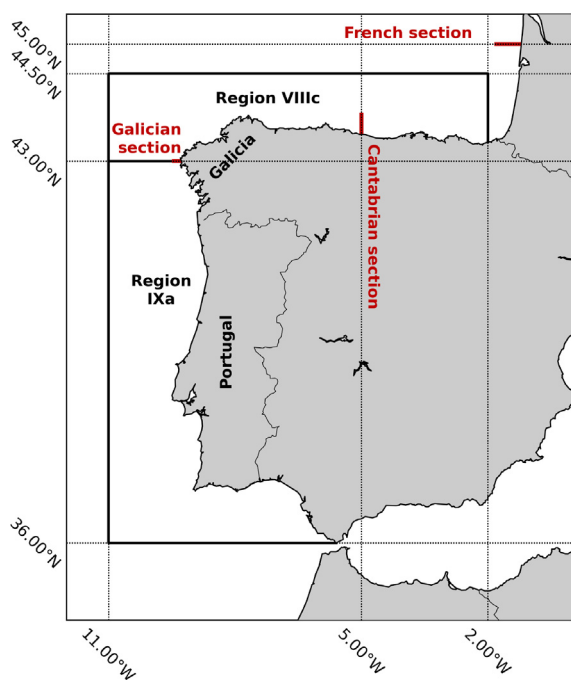 45.00°N
French section
44.50°N
Region VIIIc
Galician
section
43.00°N
Galicia
Cantabrian section
Region
IXa
Portugal
36.00°N
11.00°W
5.00°W
2.00°W